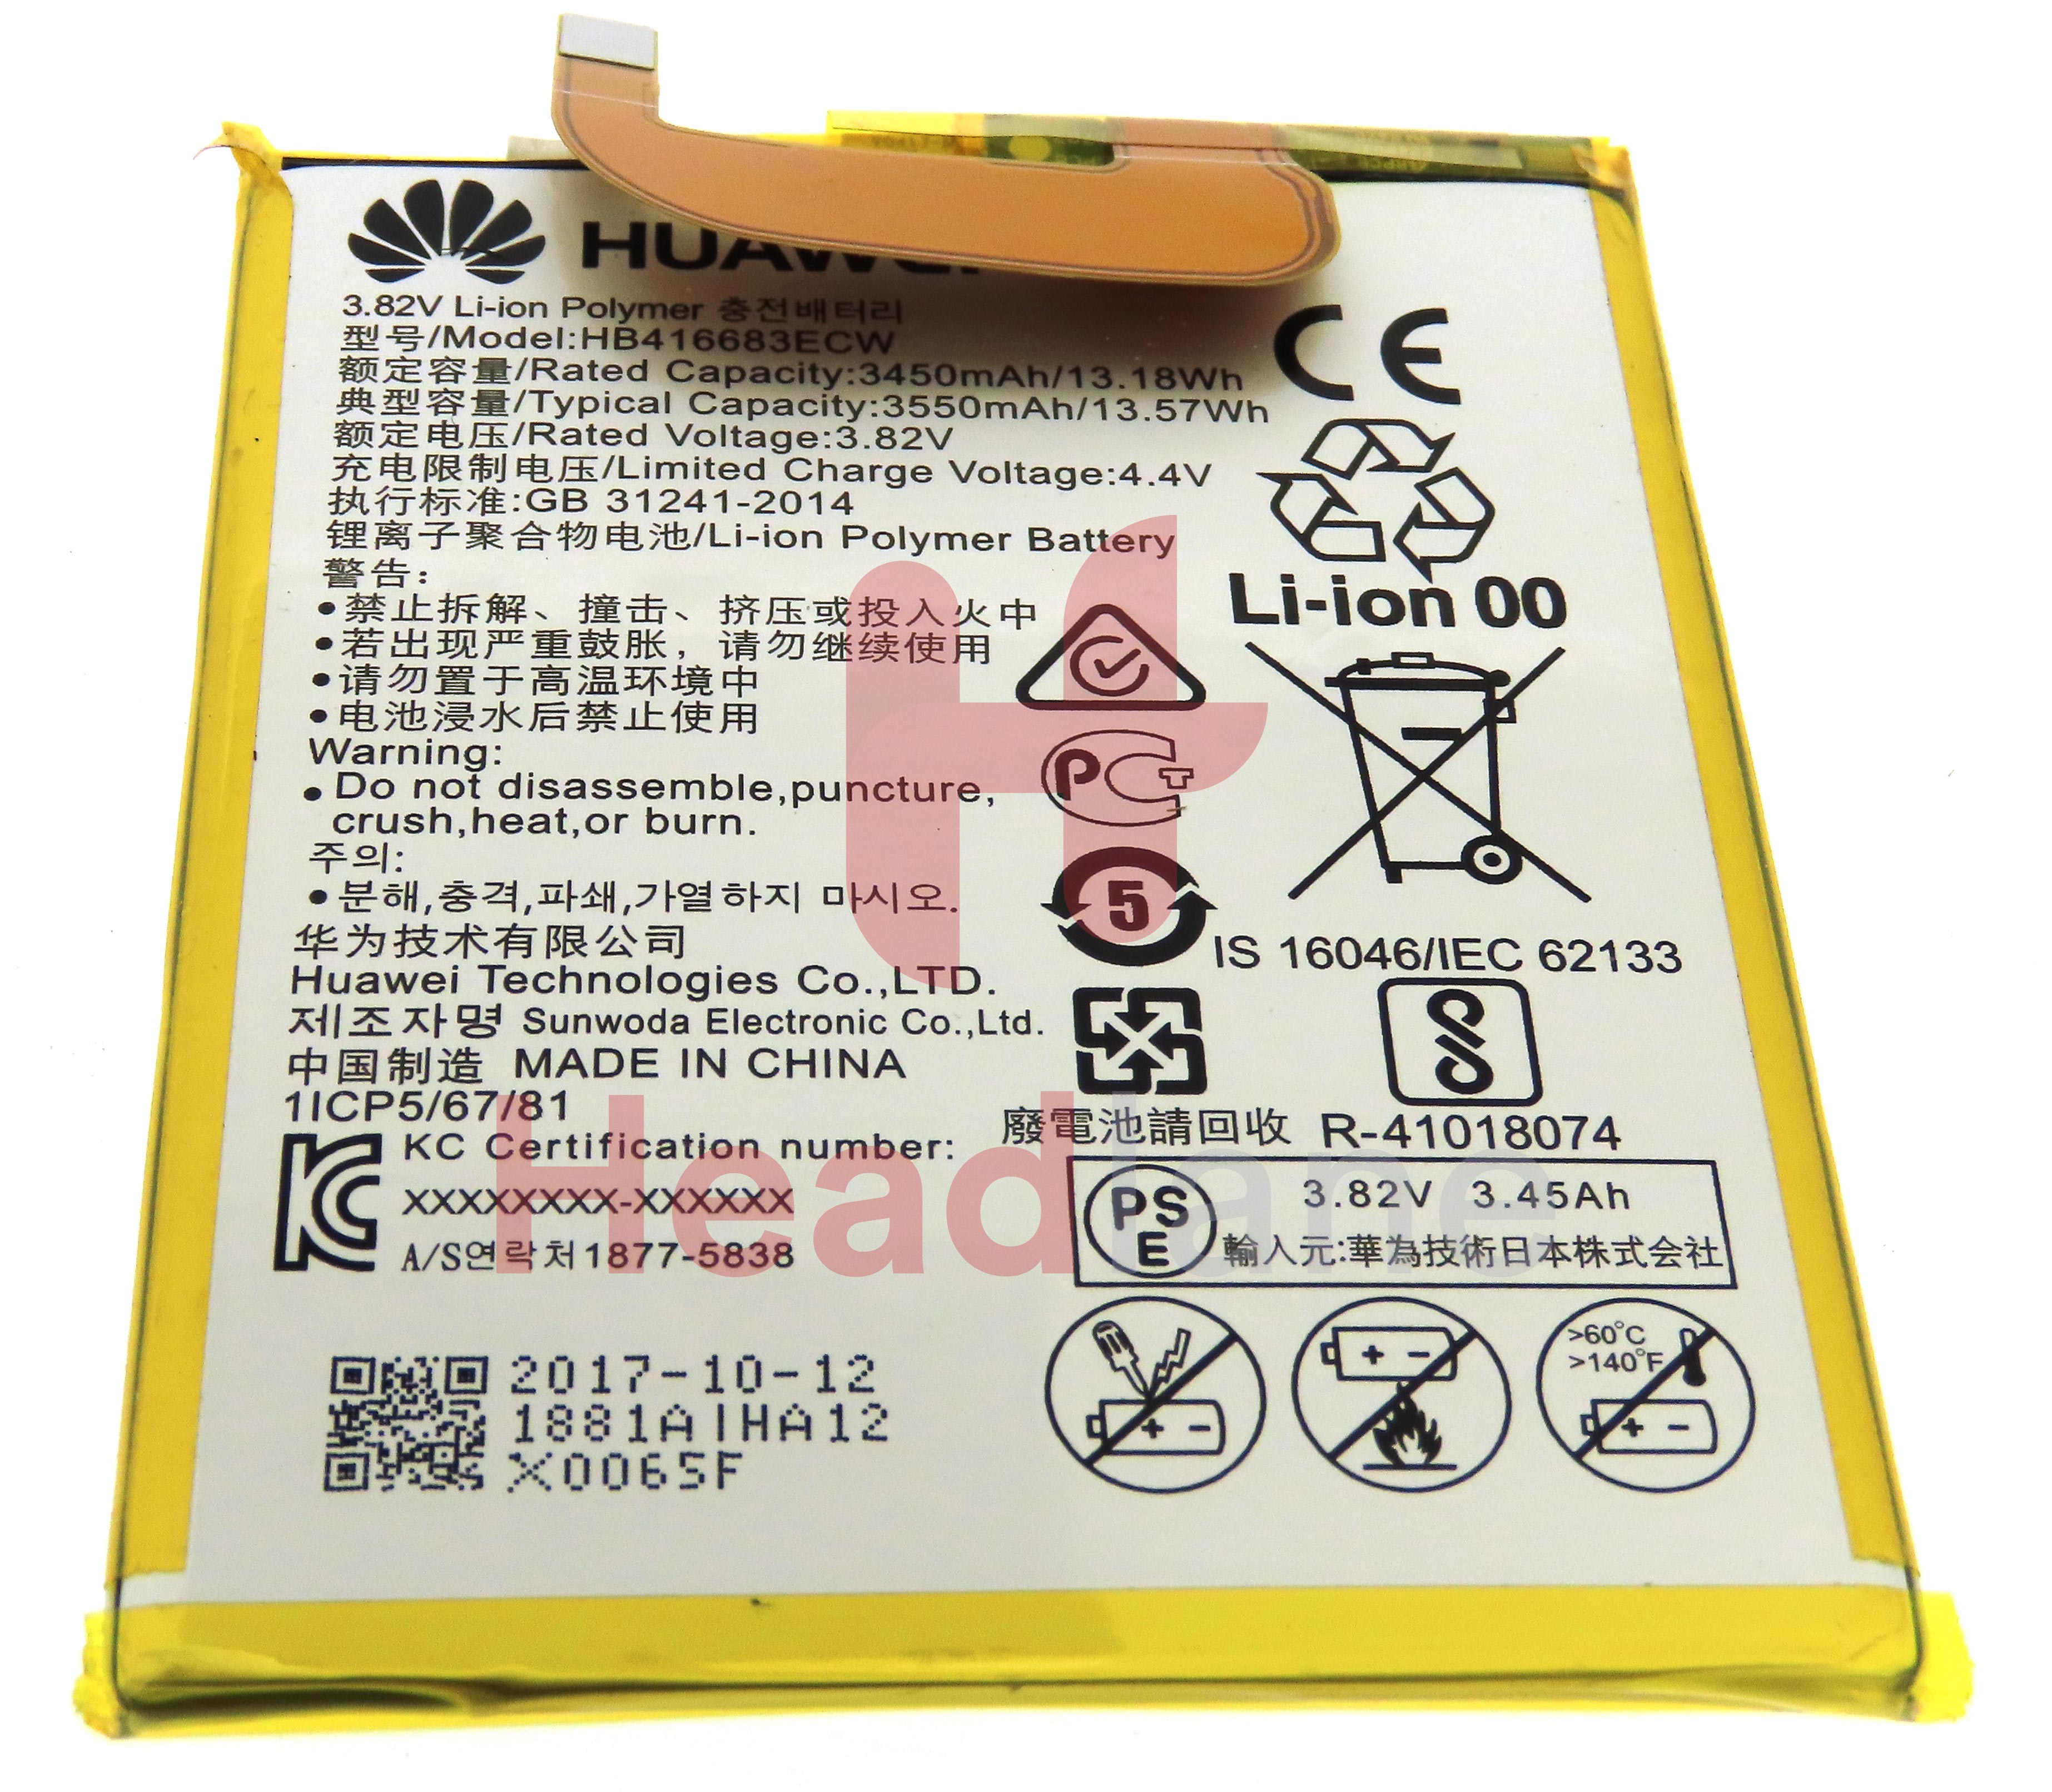 HUAWEI
3.82V Li-ion Polymer 충전배터리
型号/Model:HB416683ECW
额定容量/Rated Capacity:3450mAh/13.18Wh
典型容量/Typical Capacity:3550mAh/13.57Wh
额定电压/Rated Voltage:3.82V
充电限制电压/Limited Charge Voltage:4.4V
执行标准:GB 31241-2014
锂离子聚合物电池/Li-ion Polymer Battery
警告:
•禁止拆解、撞击、挤压或投入火中
•若出现严重鼓胀，请勿继续使用
•请勿置于高温环境中
•电池浸水后禁止使用
Warning:
•Do not disassemble,puncture,
crush,heat,or burn.
주의:
•분해,충격,파쇄,가열하지 마시오.
华为技术有限公司
Huawei Technologies Co.,LTD.
제조자명 Sunwoda Electronic Co.,Ltd.
中国制造 MADE IN CHINA
1ICP5/67/81
KC Certification number:
XXXXXXXX-XXXXXX
A/S연락처1877-5838
2017-10-12
1881AIHA12
X0065F
CE
Li-ion 00
PCT
5
IS 16046/IEC 62133
廢電池請回收 R-41018074
PSE
3.82V 3.45Ah
輸入元:華為技術日本株式会社
>60°C
>140°F
+ -
+ -
+ -
Headlane